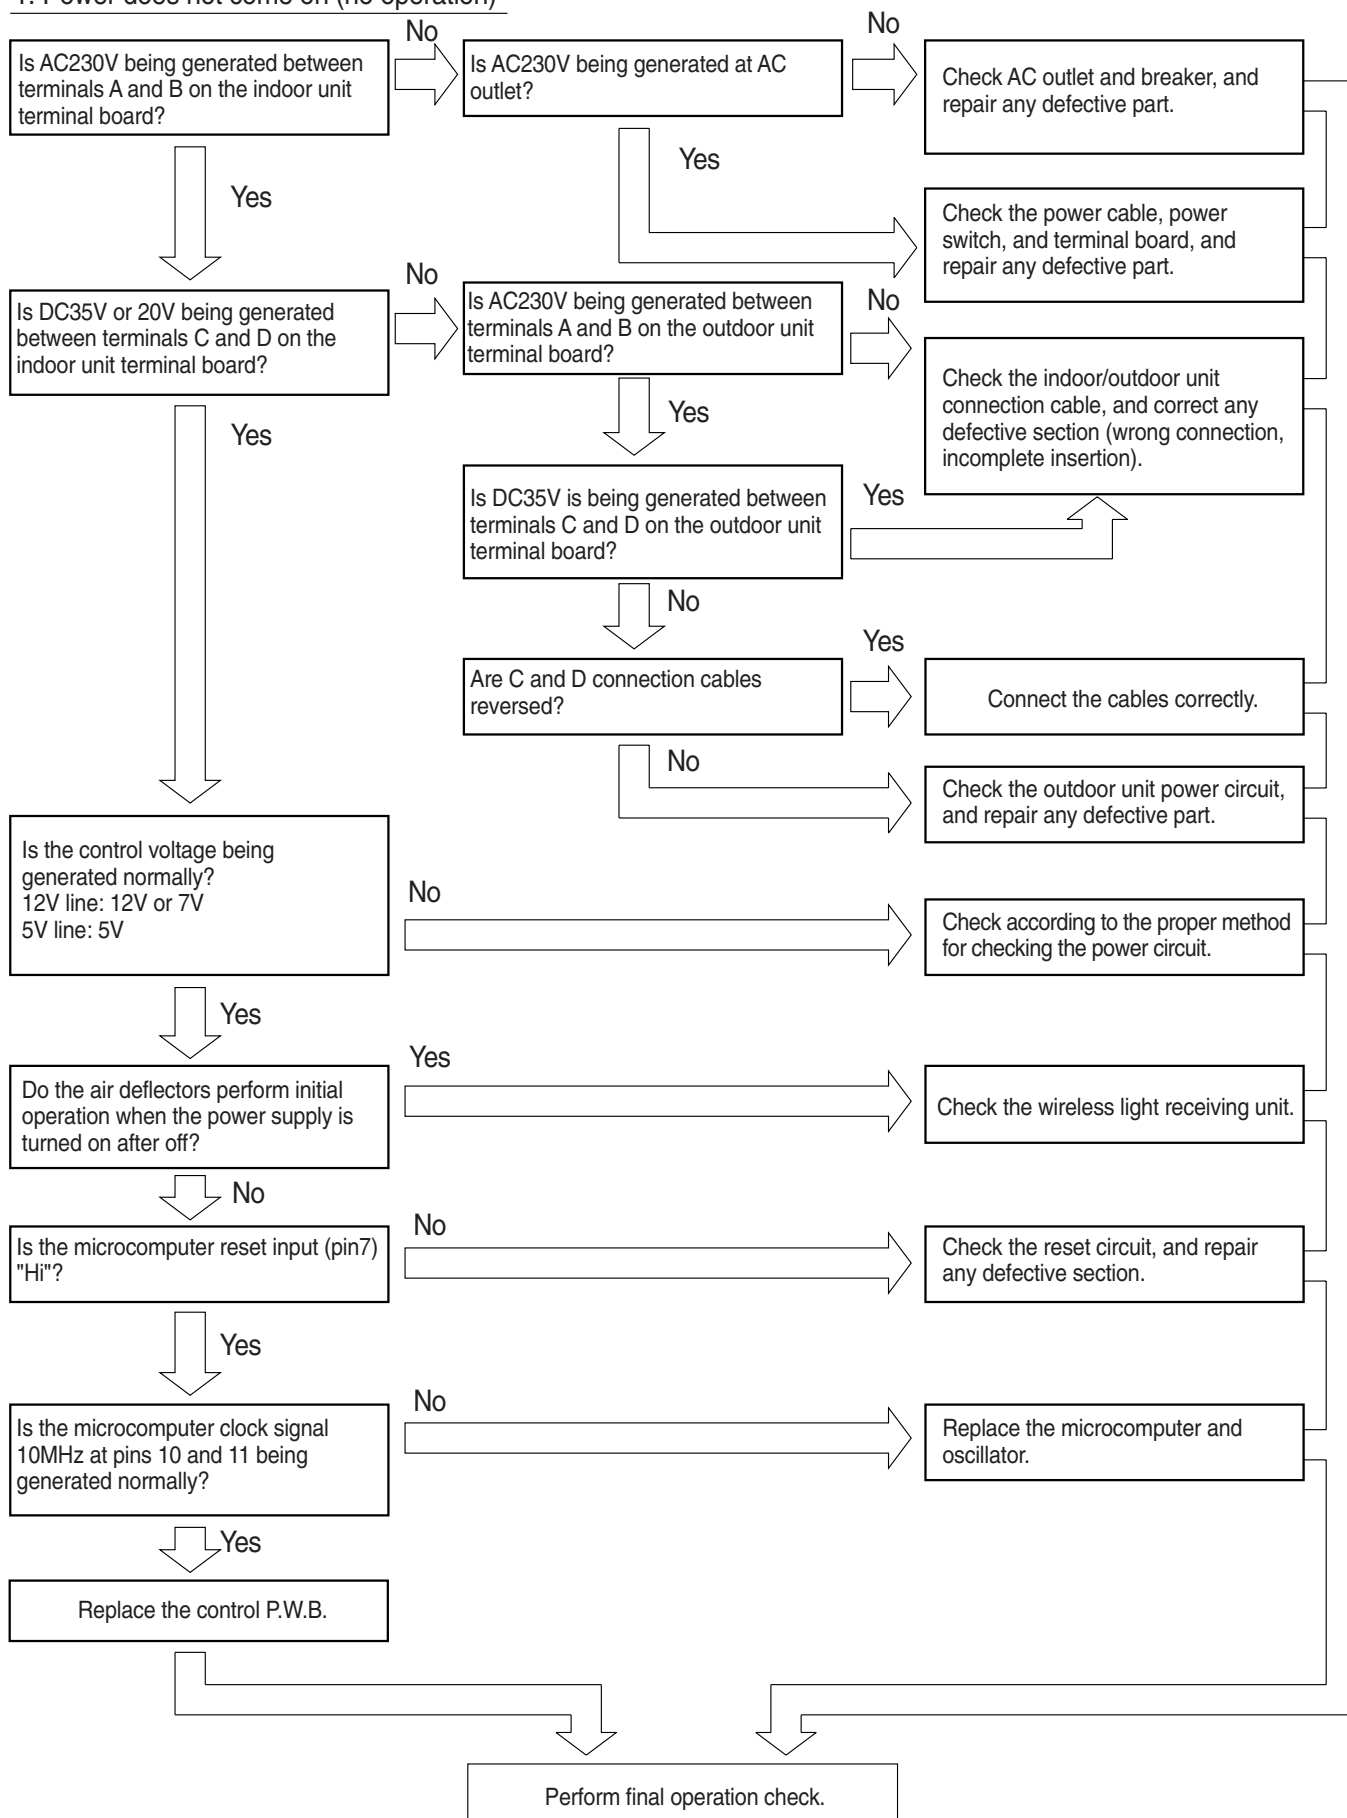 1. Power does not come on (no operation)
No
No
Is AC230V being generated between
terminals A and B on the indoor unit
terminal board?
Is AC230V being generated at AC
outlet?
Check AC outlet and breaker, and
repair any defective part.
Yes
Yes
Check the power cable, power
switch, and terminal board, and
repair any defective part.
No
No
Is DC35V or 20V being generated
between terminals C and D on the
indoor unit terminal board?
Is AC230V being generated between
terminals A and B on the outdoor unit
terminal board?
Check the indoor/outdoor unit
connection cable, and correct any
defective section (wrong connection,
incomplete insertion).
Yes
Yes
Is DC35V is being generated between
terminals C and D on the outdoor unit
terminal board?
Yes
No
Are C and D connection cables
reversed?
Yes
Connect the cables correctly.
No
Check the outdoor unit power circuit,
and repair any defective part.
Is the control voltage being
generated normally?
12V line: 12V or 7V
5V line: 5V
No
Check according to the proper method
for checking the power circuit.
Yes
Do the air deflectors perform initial
operation when the power supply is
turned on after off?
Yes
Check the wireless light receiving unit.
No
Is the microcomputer reset input (pin7)
"Hi"?
No
Check the reset circuit, and repair
any defective section.
Yes
Is the microcomputer clock signal
10MHz at pins 10 and 11 being
generated normally?
No
Replace the microcomputer and
oscillator.
Yes
Replace the control P.W.B.
Perform final operation check.